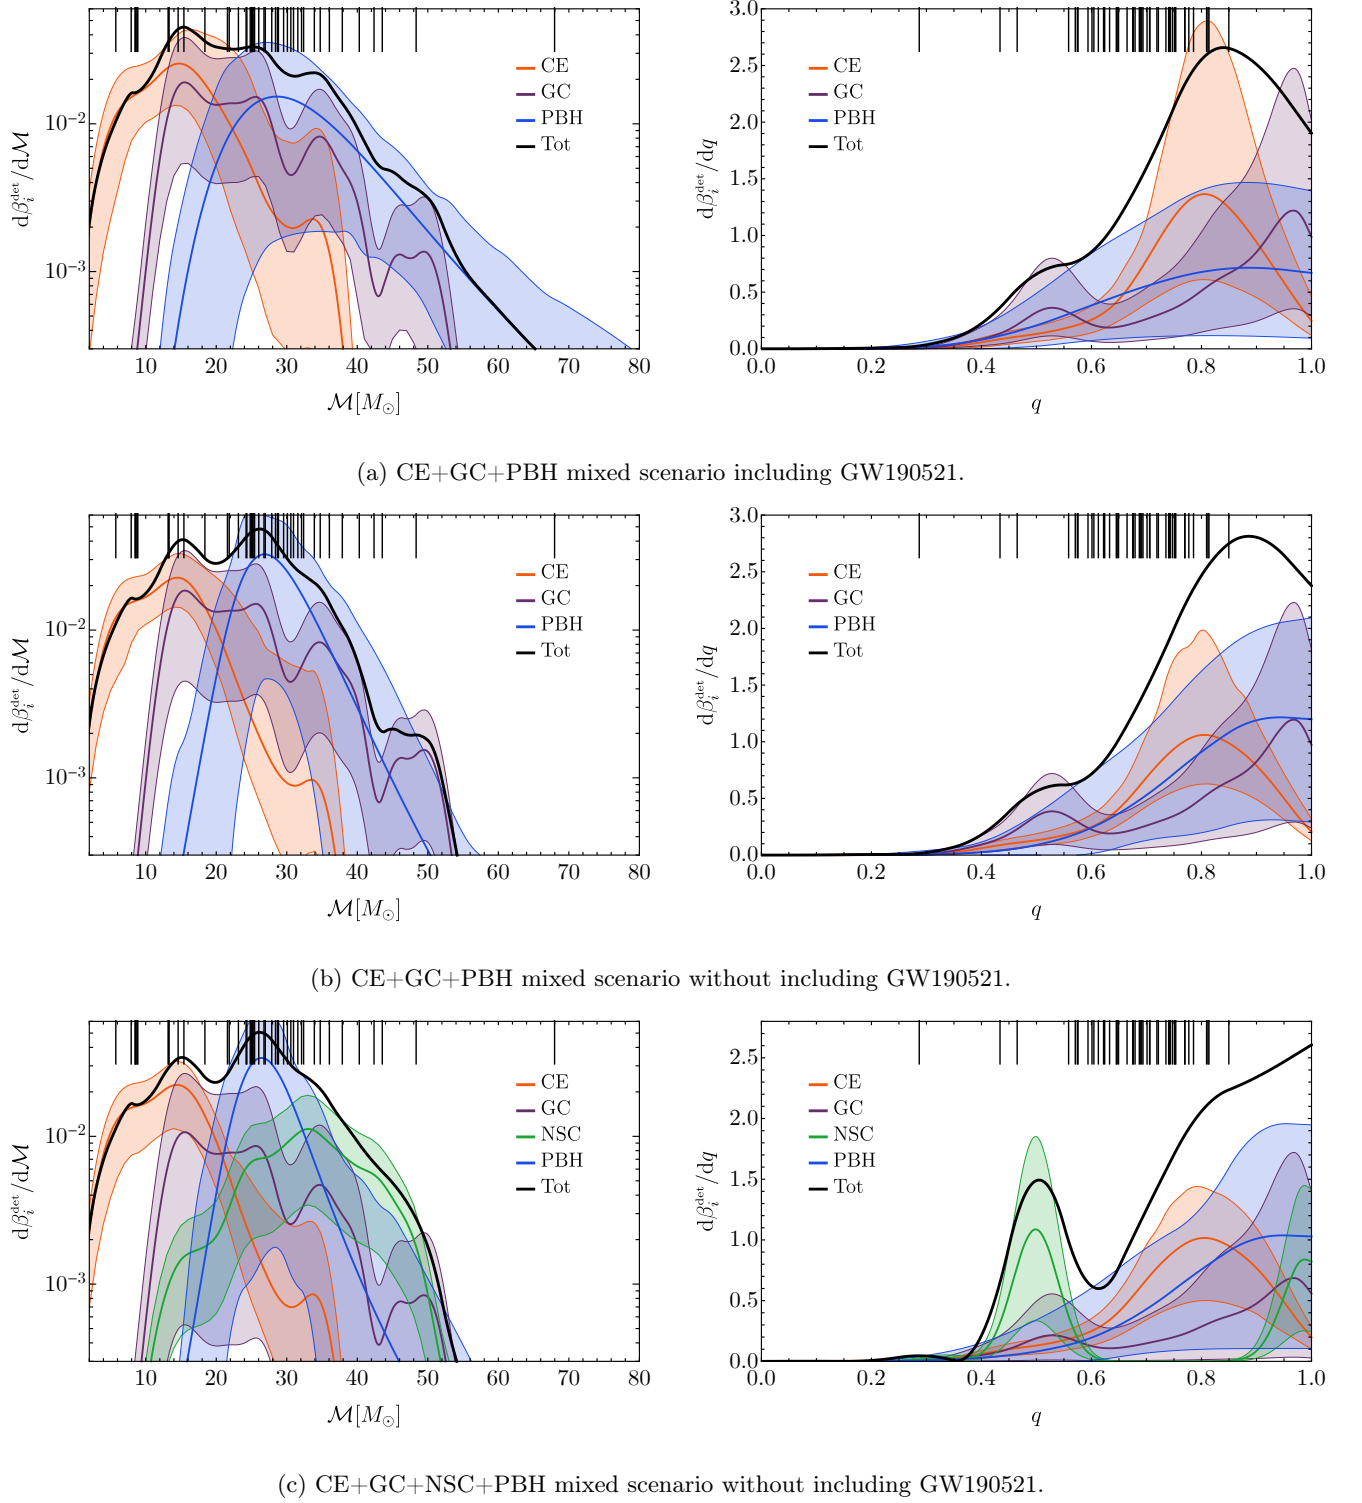 dβ_i^det/dℳ
10⁻²
10⁻³
10 20 30 40 50 60 70 80
ℳ[M⊙]
CE
GC
PBH
Tot
dβ_i^det/dq
3.0
2.5
2.0
1.5
1.0
0.5
0.0
0.0 0.2 0.4 0.6 0.8 1.0
q
CE
GC
PBH
Tot
(a) CE+GC+PBH mixed scenario including GW190521.
dβ_i^det/dℳ
10⁻²
10⁻³
10 20 30 40 50 60 70 80
ℳ[M⊙]
CE
GC
PBH
Tot
dβ_i^det/dq
3.0
2.5
2.0
1.5
1.0
0.5
0.0
0.0 0.2 0.4 0.6 0.8 1.0
q
CE
GC
PBH
Tot
(b) CE+GC+PBH mixed scenario without including GW190521.
dβ_i^det/dℳ
10⁻²
10⁻³
10 20 30 40 50 60 70 80
ℳ[M⊙]
CE
GC
NSC
PBH
Tot
dβ_i^det/dq
2.5
2.0
1.5
1.0
0.5
0.0
0.0 0.2 0.4 0.6 0.8 1.0
q
CE
GC
NSC
PBH
Tot
(c) CE+GC+NSC+PBH mixed scenario without including GW190521.